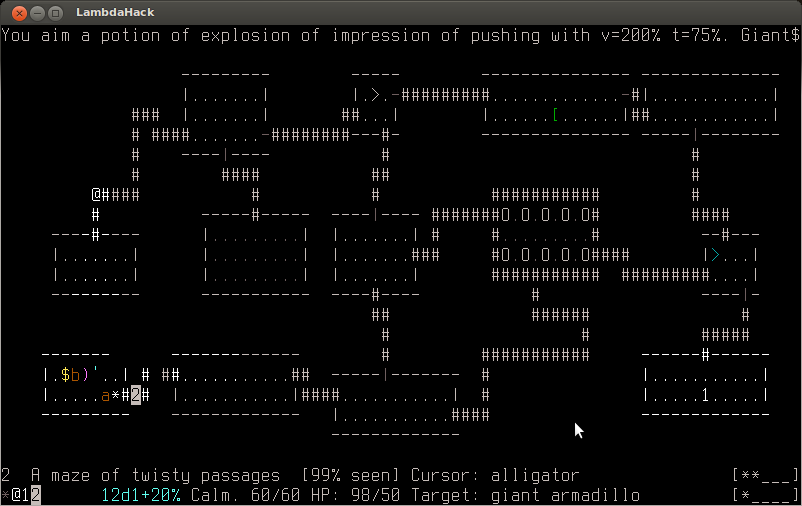 LambdaHack
You aim a potion of explosion of impression of pushing with v=200% t=75%. Giant$
2  A maze of twisty passages  [99% seen] Cursor: alligator [**___]
*@12 12d1+20% Calm. 60/60 HP: 98/50 Target: giant armadillo [*____]